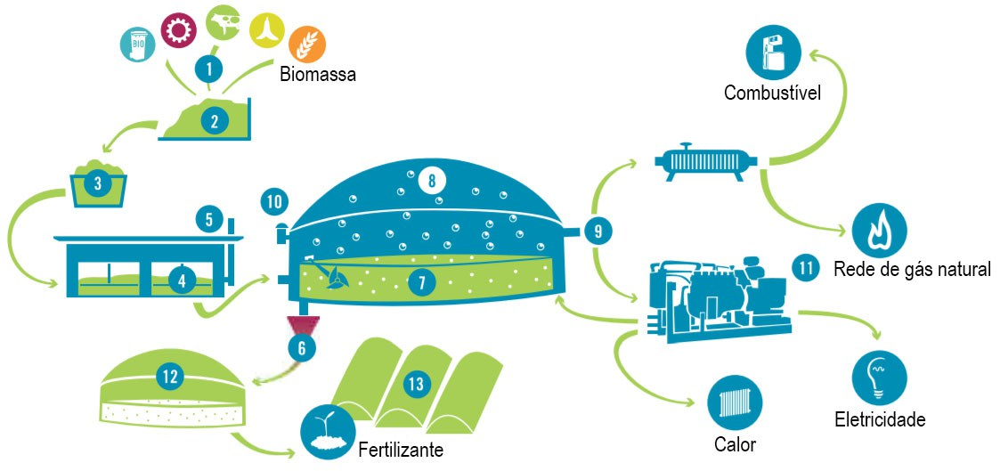 BIO
1
Biomassa
2
3
Combustível
8
10
5
9
4
7
11
Rede de gás natural
6
12
13
Fertilizante
Calor
Eletricidade